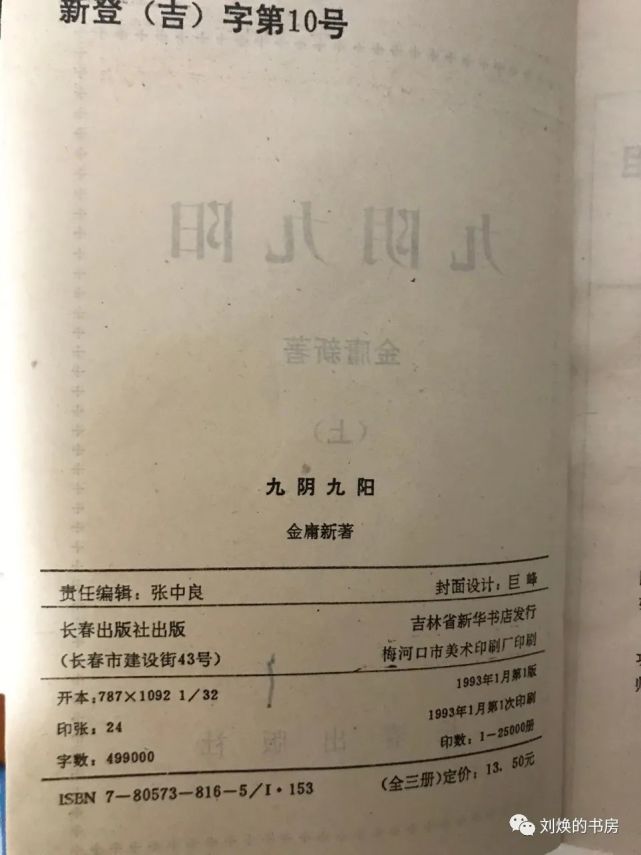 新登（吉）字第10号
九阴九阳
金庸新著
（上）
九阴九阳
金庸新著
责任编辑：张中良 封面设计：巨峰
长春出版社出版 吉林省新华书店发行
（长春市建设街43号） 梅河口市美术印刷厂印刷
开本：787×1092 1/32 1993年1月第1版
印张：24 1993年1月第1次印刷
字数：499000 印数：1－25000册
ISBN 7－80573－816－5/I·153 （全三册）定价：13.50元
刘焕的书房